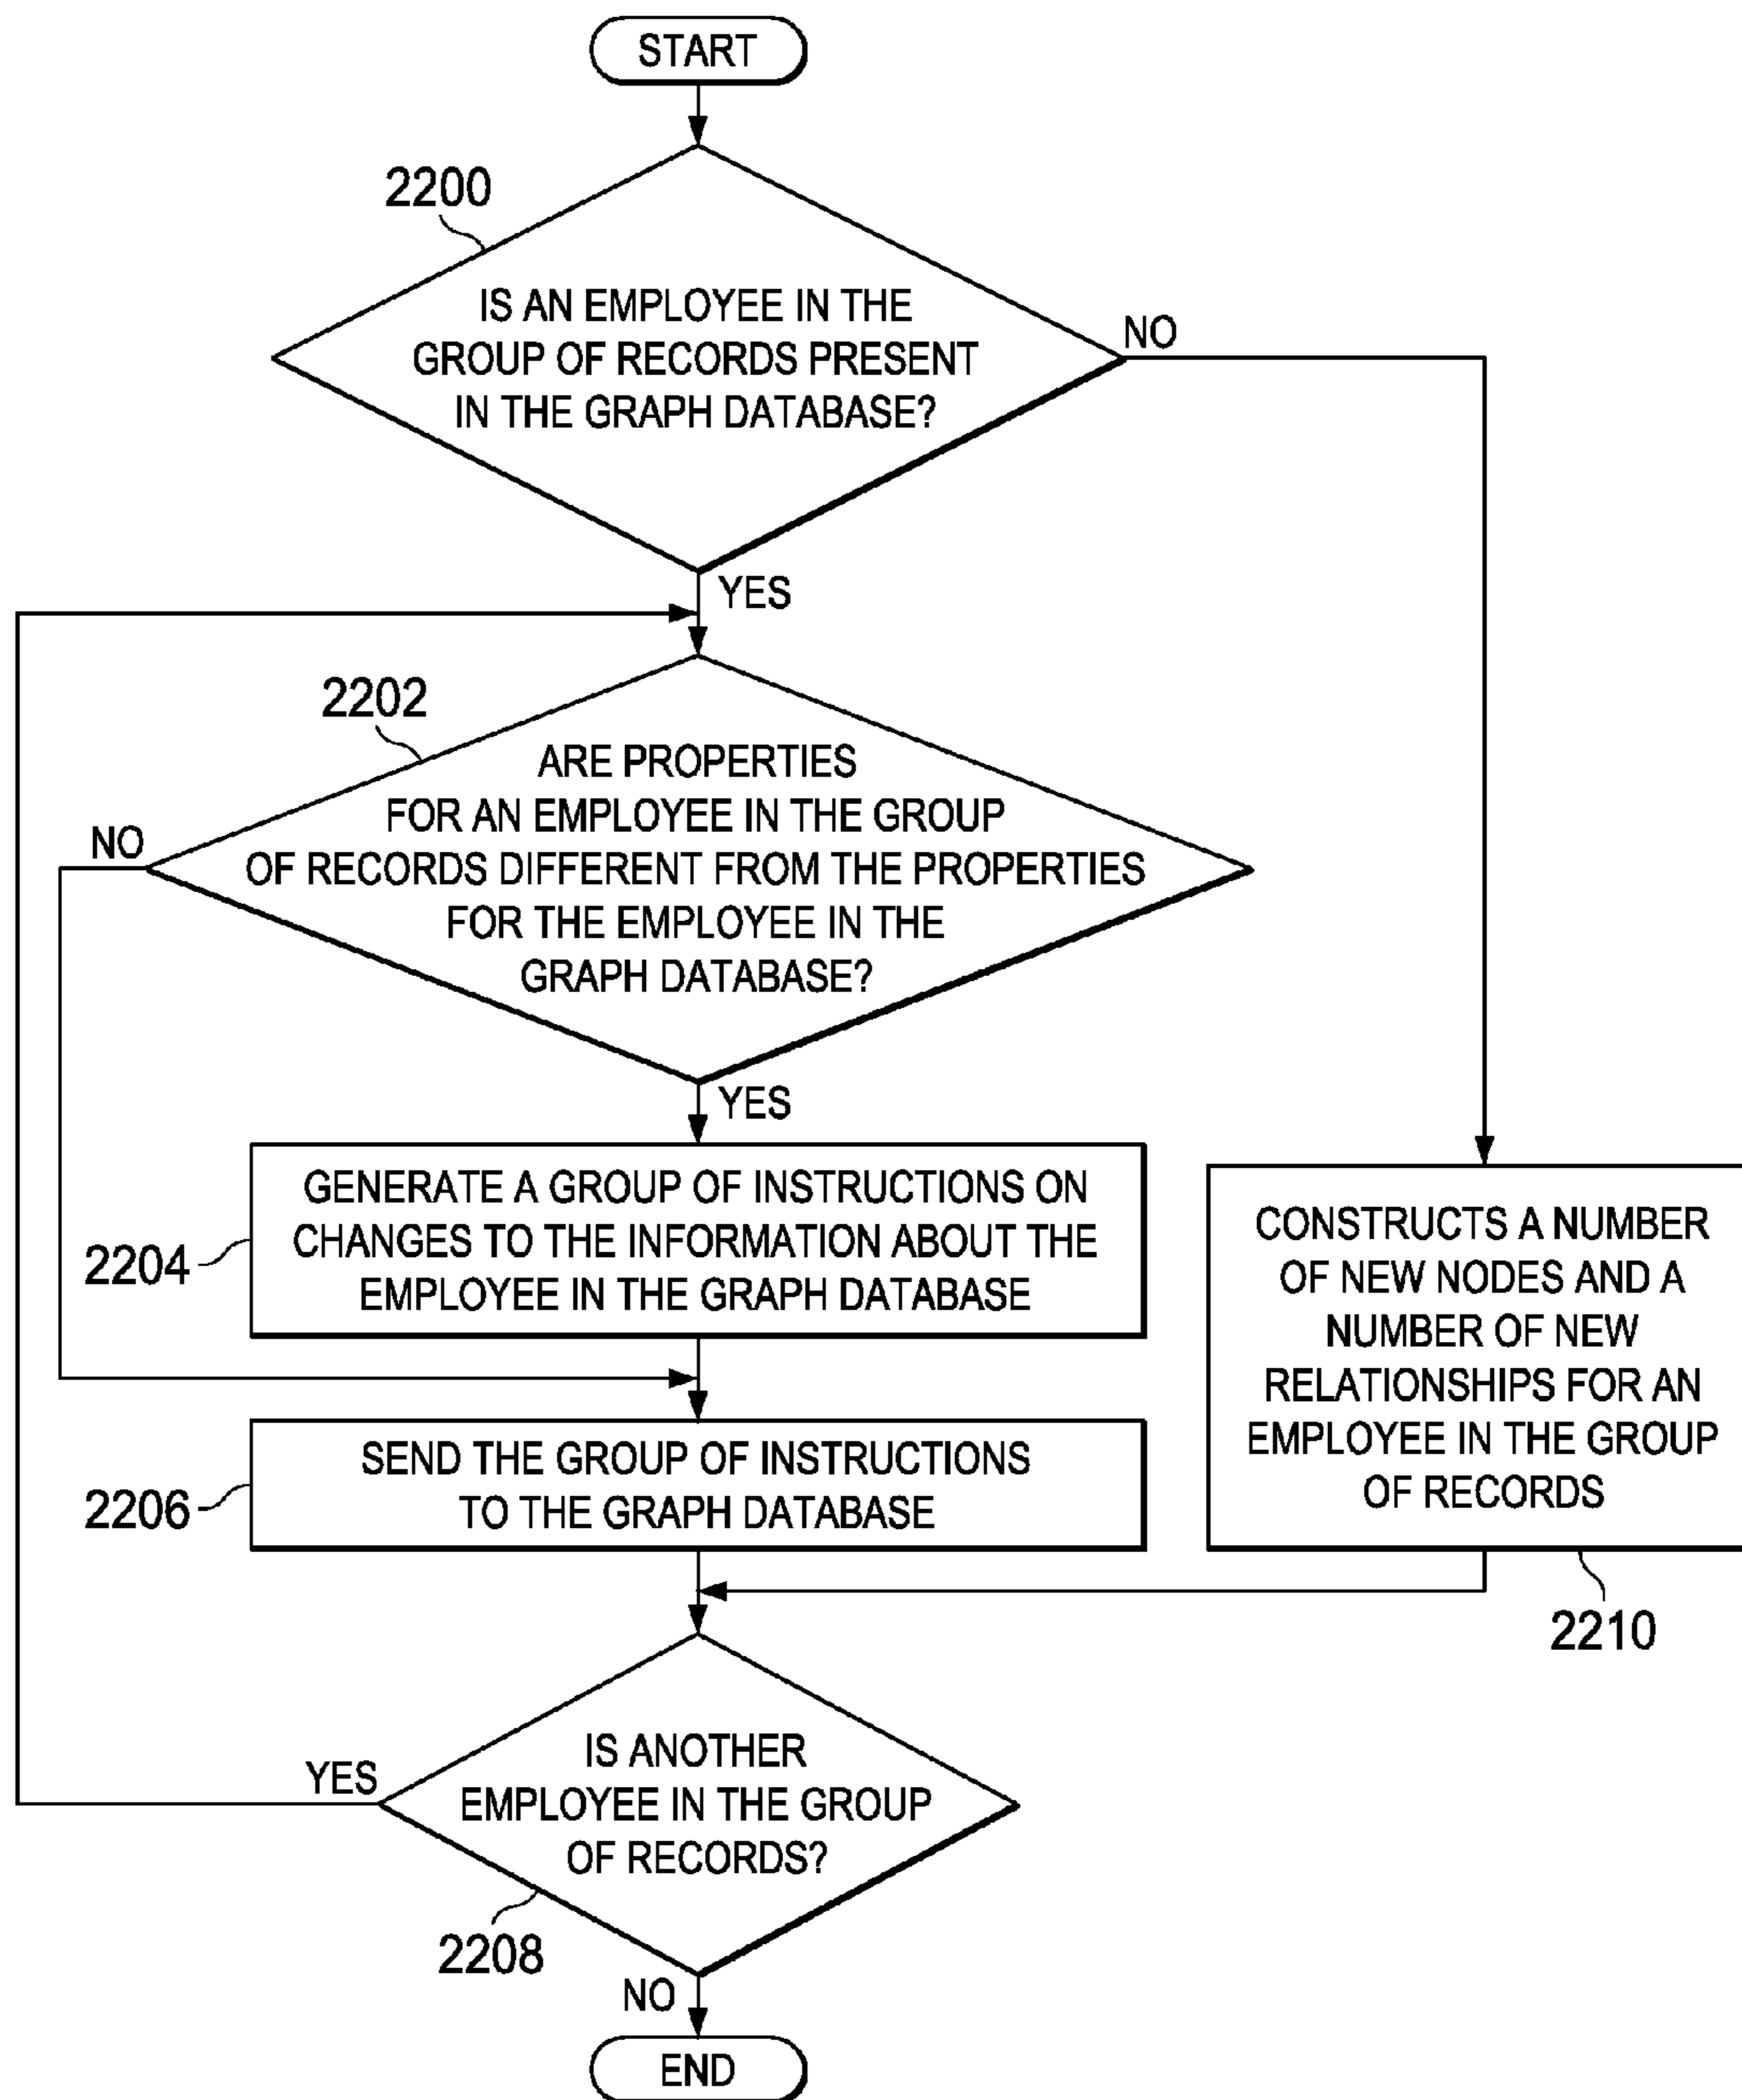 START
2200
IS AN EMPLOYEE IN THE
GROUP OF RECORDS PRESENT
IN THE GRAPH DATABASE?
NO
YES
2202
ARE PROPERTIES
FOR AN EMPLOYEE IN THE GROUP
OF RECORDS DIFFERENT FROM THE PROPERTIES
FOR THE EMPLOYEE IN THE
GRAPH DATABASE?
NO
YES
2204
GENERATE A GROUP OF INSTRUCTIONS ON
CHANGES TO THE INFORMATION ABOUT THE
EMPLOYEE IN THE GRAPH DATABASE
CONSTRUCTS A NUMBER
OF NEW NODES AND A
NUMBER OF NEW
RELATIONSHIPS FOR AN
EMPLOYEE IN THE GROUP
OF RECORDS
2210
2206
SEND THE GROUP OF INSTRUCTIONS
TO THE GRAPH DATABASE
YES
IS ANOTHER
EMPLOYEE IN THE GROUP
OF RECORDS?
2208
NO
END